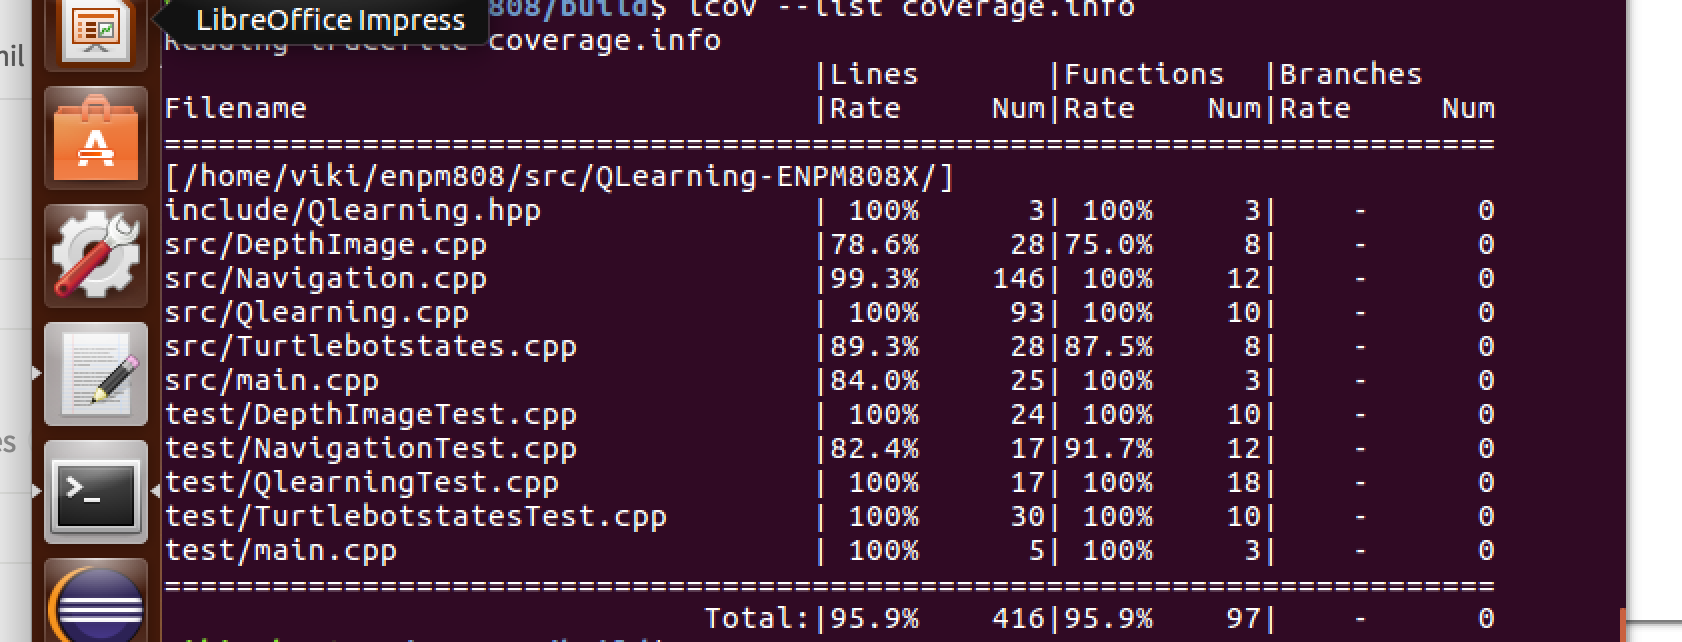 LibreOffice Impress
808/build$ lcov --list coverage.info
Reading tracefile coverage.info
|Lines |Functions |Branches
Filename |Rate Num|Rate Num|Rate Num
================================================================================
[/home/viki/enpm808/src/QLearning-ENPM808X/]
include/Qlearning.hpp | 100% 3| 100% 3| - 0
src/DepthImage.cpp |78.6% 28|75.0% 8| - 0
src/Navigation.cpp |99.3% 146| 100% 12| - 0
src/Qlearning.cpp | 100% 93| 100% 10| - 0
src/Turtlebotstates.cpp |89.3% 28|87.5% 8| - 0
src/main.cpp |84.0% 25| 100% 3| - 0
test/DepthImageTest.cpp | 100% 24| 100% 10| - 0
test/NavigationTest.cpp |82.4% 17|91.7% 12| - 0
test/QlearningTest.cpp | 100% 17| 100% 18| - 0
test/TurtlebotstatesTest.cpp | 100% 30| 100% 10| - 0
test/main.cpp | 100% 5| 100% 3| - 0
================================================================================
Total:|95.9% 416|95.9% 97| - 0